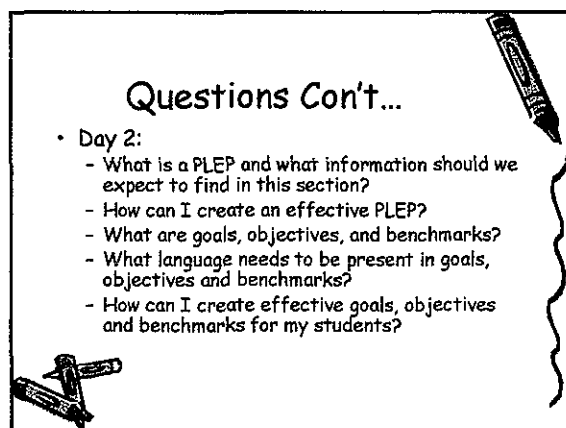 Questions Con't...
• Day 2:
– What is a PLEP and what information should we
expect to find in this section?
– How can I create an effective PLEP?
– What are goals, objectives, and benchmarks?
– What language needs to be present in goals,
objectives and benchmarks?
– How can I create effective goals, objectives
and benchmarks for my students?